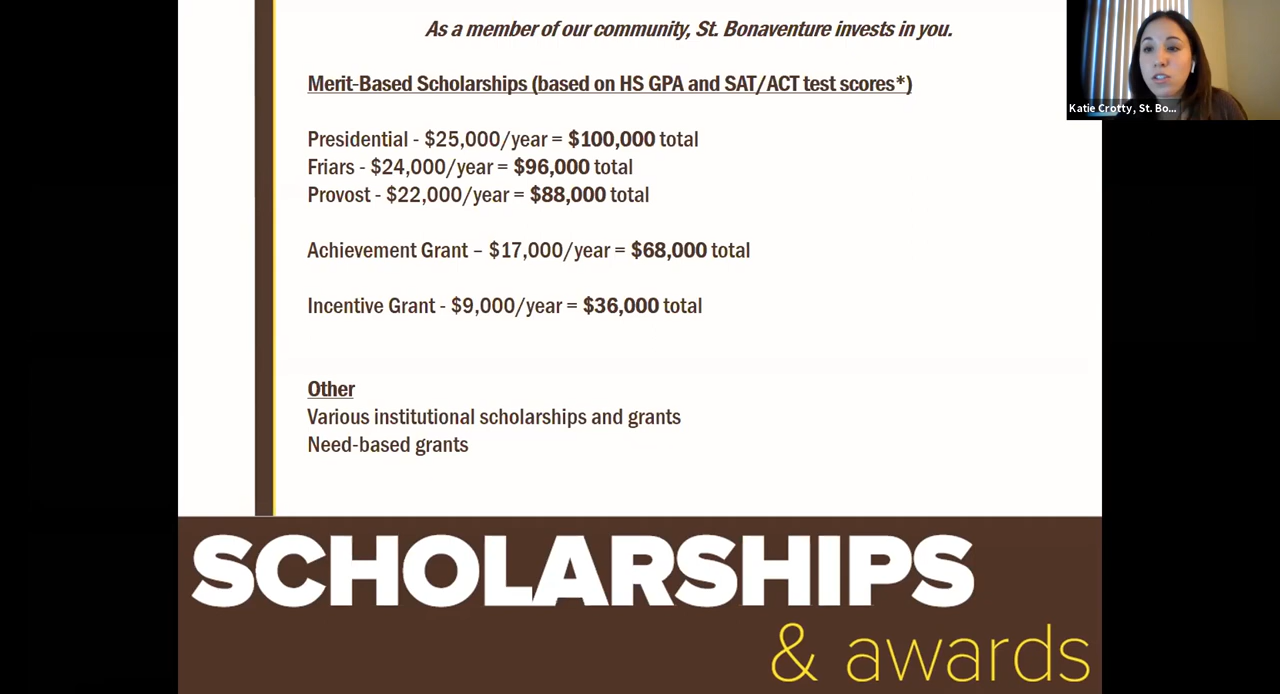 As a member of our community, St. Bonaventure invests in you.
Merit-Based Scholarships (based on HS GPA and SAT/ACT test scores*)
Presidential - $25,000/year = $100,000 total
Friars - $24,000/year = $96,000 total
Provost - $22,000/year = $88,000 total
Achievement Grant – $17,000/year = $68,000 total
Incentive Grant - $9,000/year = $36,000 total
Other
Various institutional scholarships and grants
Need-based grants
SCHOLARSHIPS
& awards
Katie Crotty, St. Bo...